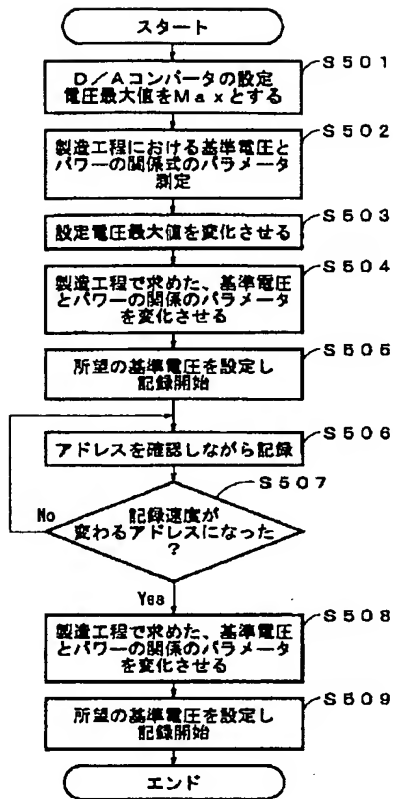 スタート
S501
D/Aコンバータの設定
電圧最大値をMaxとする
S502
製造工程における基準電圧と
パワーの関係式のパラメータ
測定
S503
設定電圧最大値を変化させる
S504
製造工程で求めた、基準電圧
とパワーの関係のパラメータ
を変化させる
S505
所望の基準電圧を設定し
記録開始
S506
アドレスを確認しながら記録
S507
記録速度が
変わるアドレスになった
?
No
Yes
S508
製造工程で求めた、基準電圧
とパワーの関係のパラメータ
を変化させる
S509
所望の基準電圧を設定し
記録開始
エンド